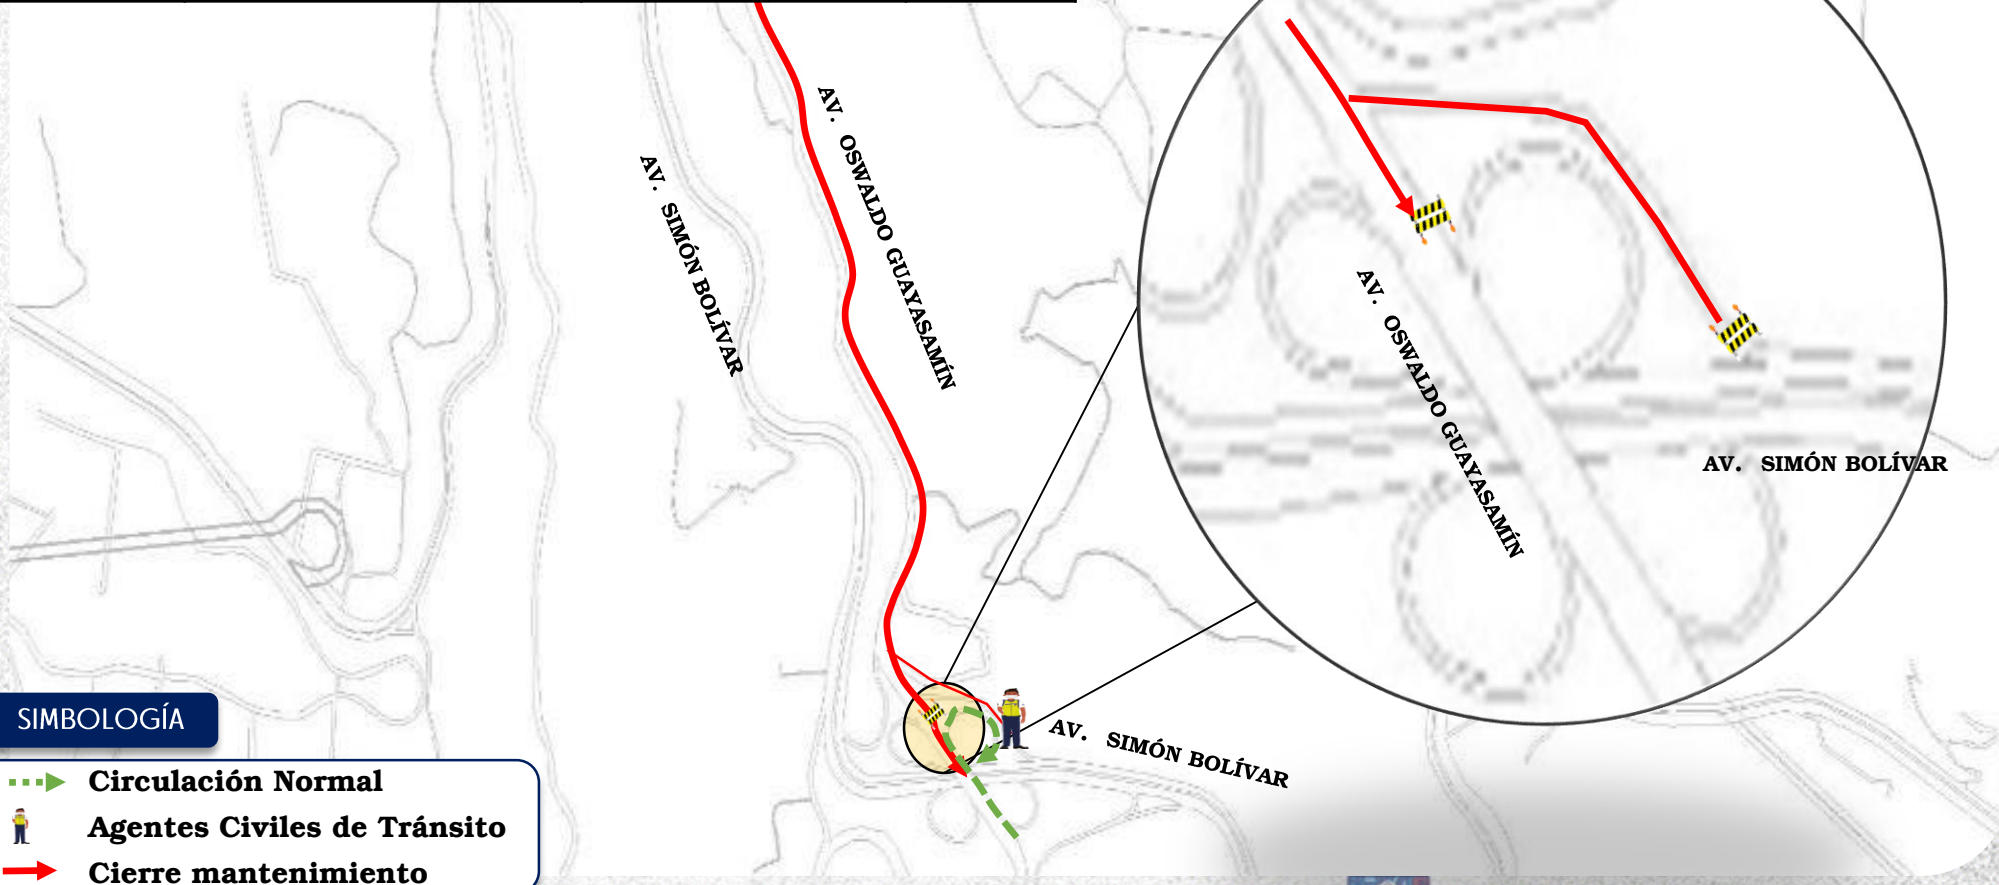 AV. OSWALDO GUAYASAMÍN
AV. SIMÓN BOLÍVAR
AV. OSWALDO GUAYASAMÍN
AV. SIMÓN BOLÍVAR
AV. SIMÓN BOLÍVAR
SIMBOLOGÍA
Circulación Normal
Agentes Civiles de Tránsito
Cierre mantenimiento